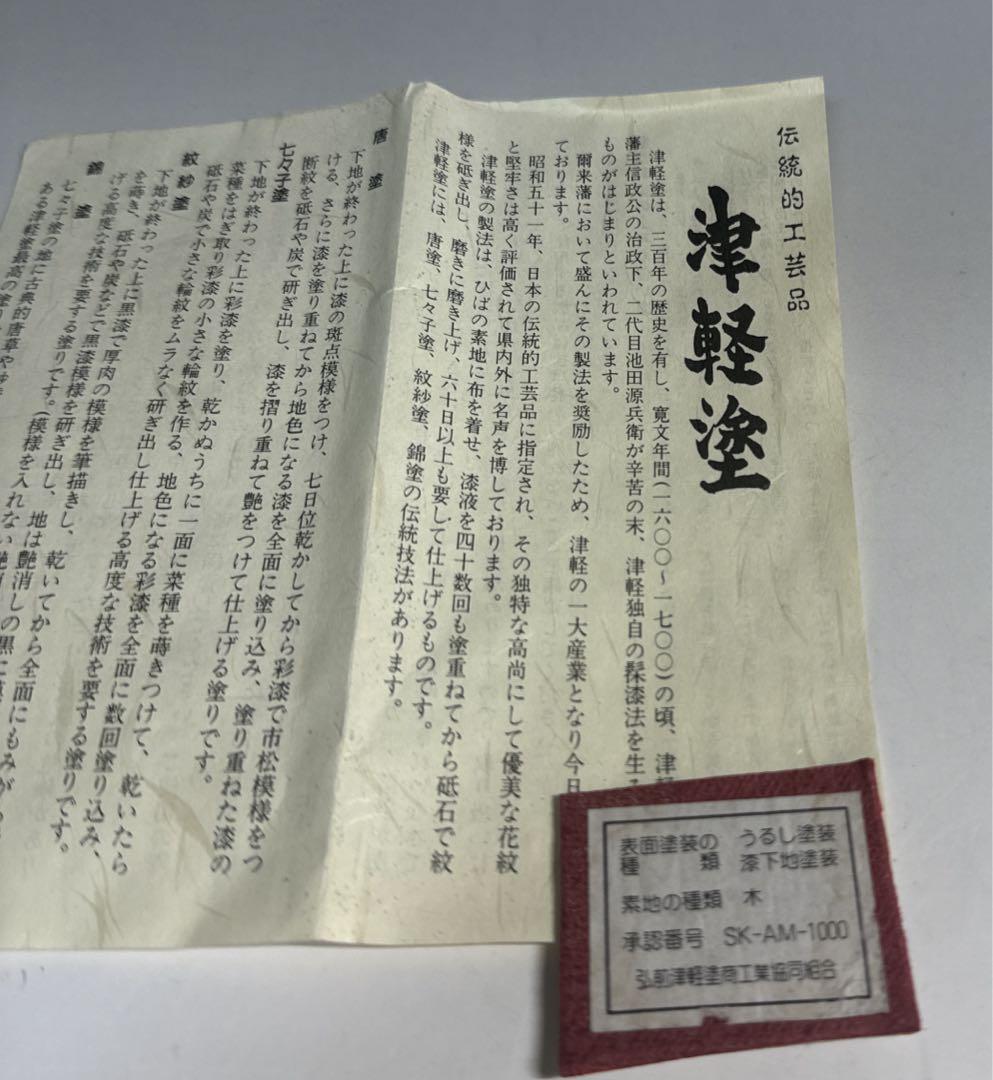 伝統的工芸品
津軽塗
津軽塗は、三百年の歴史を有し、寛文年間(一六〇〇～一七〇〇)の頃、津軽
藩主信政公の治政下、二代目池田源兵衛が辛苦の末、津軽独自の髹漆法を生
ものがはじまりといわれています。
爾来藩において盛んにその製法を奨励したため、津軽の一大産業となり今日
ております。
昭和五十一年、日本の伝統的工芸品に指定され、その独特な高尚にして優美な花紋
と堅牢さは高く評価されて県内外に名声を博しております。
津軽塗の製法は、ひばの素地に布を着せ、漆液を四十数回も塗重ねてから砥石で紋
様を砥ぎ出し、磨きに磨き上げ、六十日以上も要して仕上げるものです。
津軽塗には、唐塗、七々子塗、紋紗塗、錦塗の伝統技法があります。
唐塗
下地が終わった上に漆の斑点模様をつけ、七日位乾かしてから彩漆で市松模様をつ
ける、さらに漆を塗り重ねてから地色になる漆を全面に塗り込み、塗り重ねた漆の
断紋を砥石や炭で研ぎ出し、漆を摺り重ねて艶をつけて仕上げる塗りです。
七々子塗
下地が終わった上に彩漆を塗り、乾かぬうちに一面に菜種を蒔きつけて、乾いたら
菜種をはぎ取り彩漆の小さな輪紋を作る、地色になる彩漆を全面に数回塗り込み、
砥石や炭で小さな輪紋をムラなく研ぎ出し仕上げる高度な技術を要する塗りです。
紋紗塗
下地が終わった上に黒漆で厚肉の模様を筆描きし、乾いてから全面にもみが
を蒔き、砥石や炭などで黒漆模様を研ぎ出し、地は艶消しの黒に
げる高度な技術を要する塗りです。(模様を入れない
錦塗
七々子塗の地に古典的唐草や
ある津軽塗最高の塗り
表面塗装の うるし塗装
種類 漆下地塗装
素地の種類 木
承認番号 SK-AM-1000
弘前津軽塗商工業協同組合